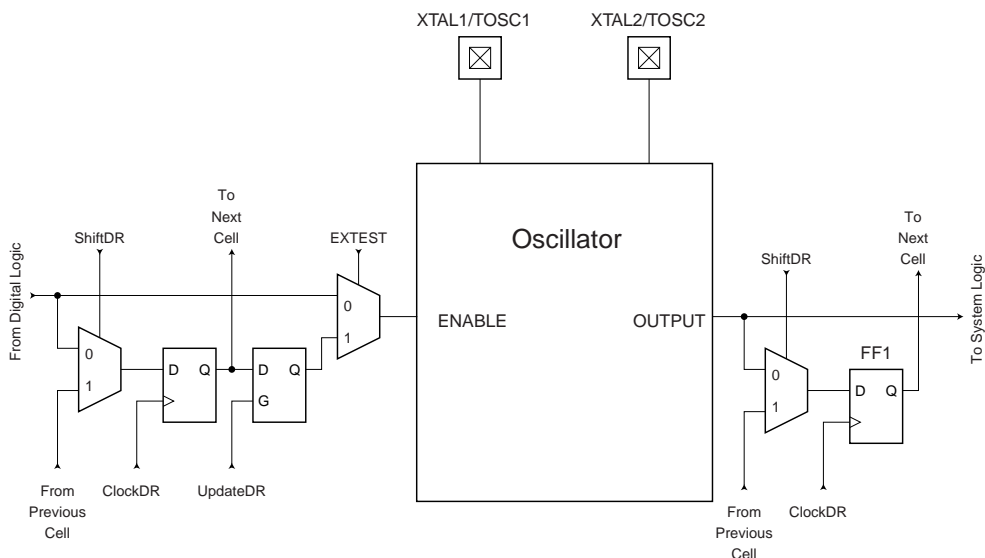 XTAL1/TOSC1
XTAL2/TOSC2
To
Next
Cell
ShiftDR
EXTEST
From Digital Logic
0
1
D Q
D Q
G
0
1
From
Previous
Cell
ClockDR
UpdateDR
Oscillator
ENABLE
OUTPUT
To
Next
Cell
ShiftDR
To System Logic
FF1
0
1
D Q
From
Previous
Cell
ClockDR